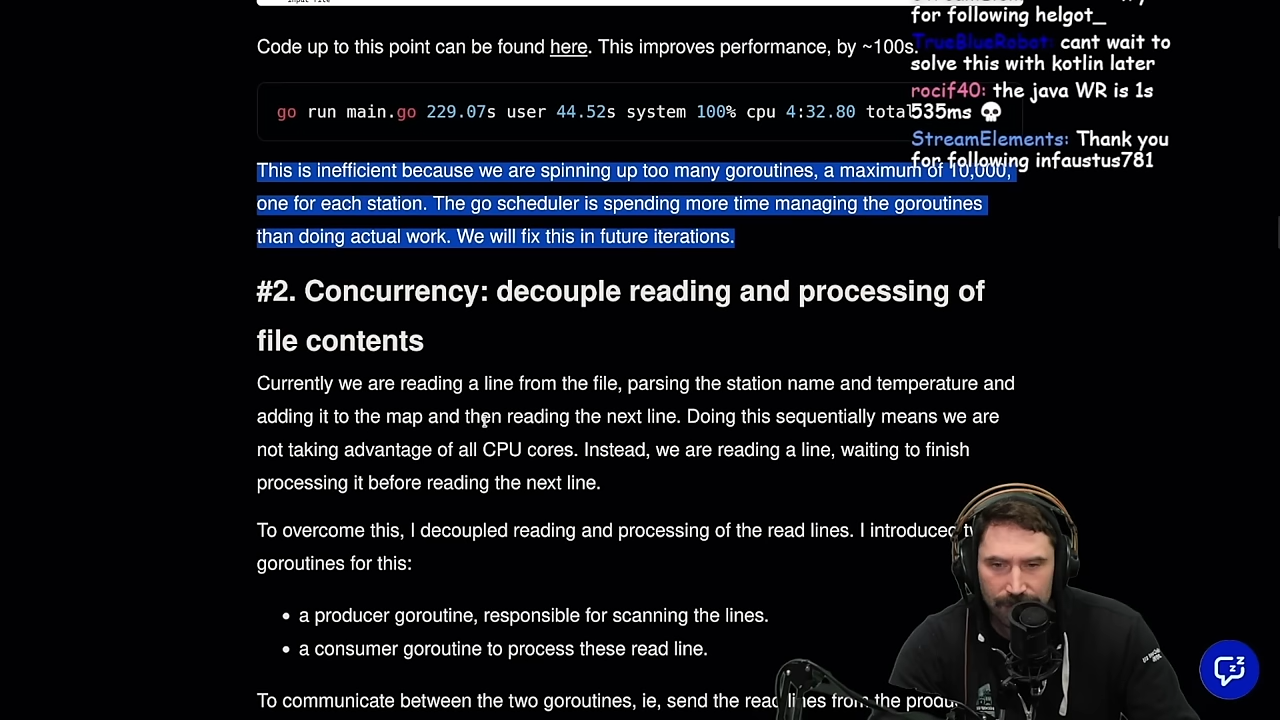 input file
Code up to this point can be found here. This improves performance, by ~100s.
go run main.go 229.07s user 44.52s system 100% cpu 4:32.80 total
This is inefficient because we are spinning up too many goroutines, a maximum of 10,000,
one for each station. The go scheduler is spending more time managing the goroutines
than doing actual work. We will fix this in future iterations.
#2. Concurrency: decouple reading and processing of
file contents
Currently we are reading a line from the file, parsing the station name and temperature and
adding it to the map and then reading the next line. Doing this sequentially means we are
not taking advantage of all CPU cores. Instead, we are reading a line, waiting to finish
processing it before reading the next line.
To overcome this, I decoupled reading and processing of the read lines. I introduced
goroutines for this:
• a producer goroutine, responsible for scanning the lines.
• a consumer goroutine to process these read line.
To communicate between the two goroutines, ie, send the read lines from the
for following helgot_
TrueBlueRobot: cant wait to
solve this with kotlin later
rocif40: the java WR is 1s
535ms 💀
StreamElements: Thank you
for following infaustus781